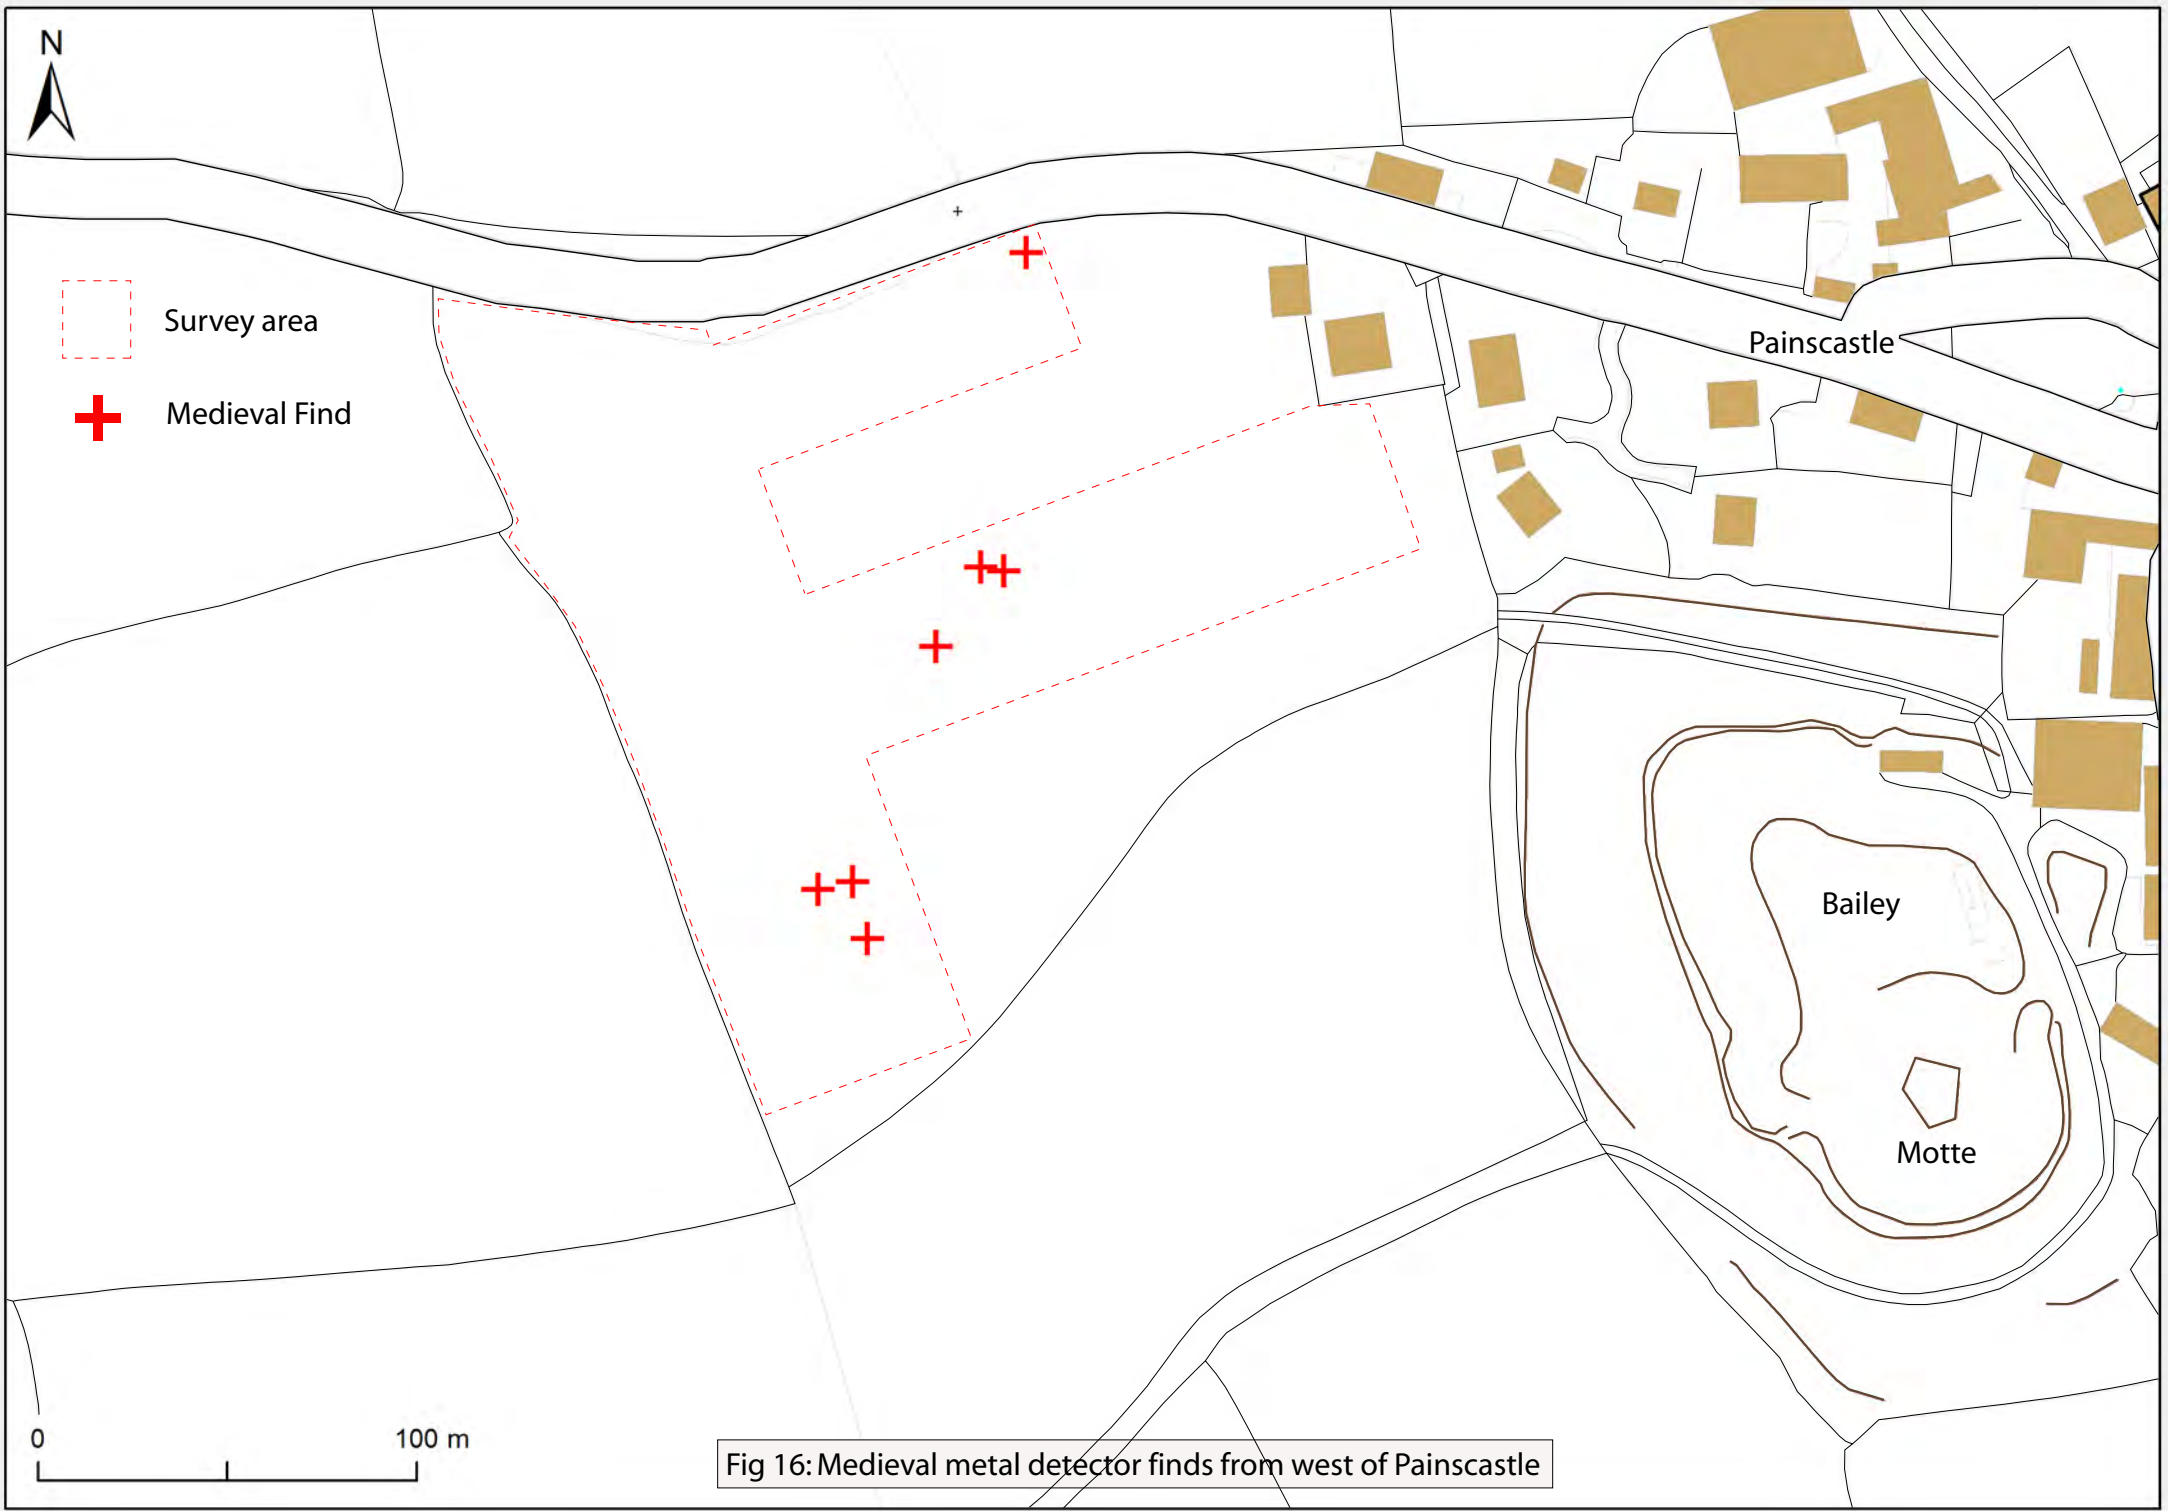 N
Survey area
Medieval Find
Painscastle
Bailey
Motte
0 100 m
Fig 16: Medieval metal detector finds from west of Painscastle